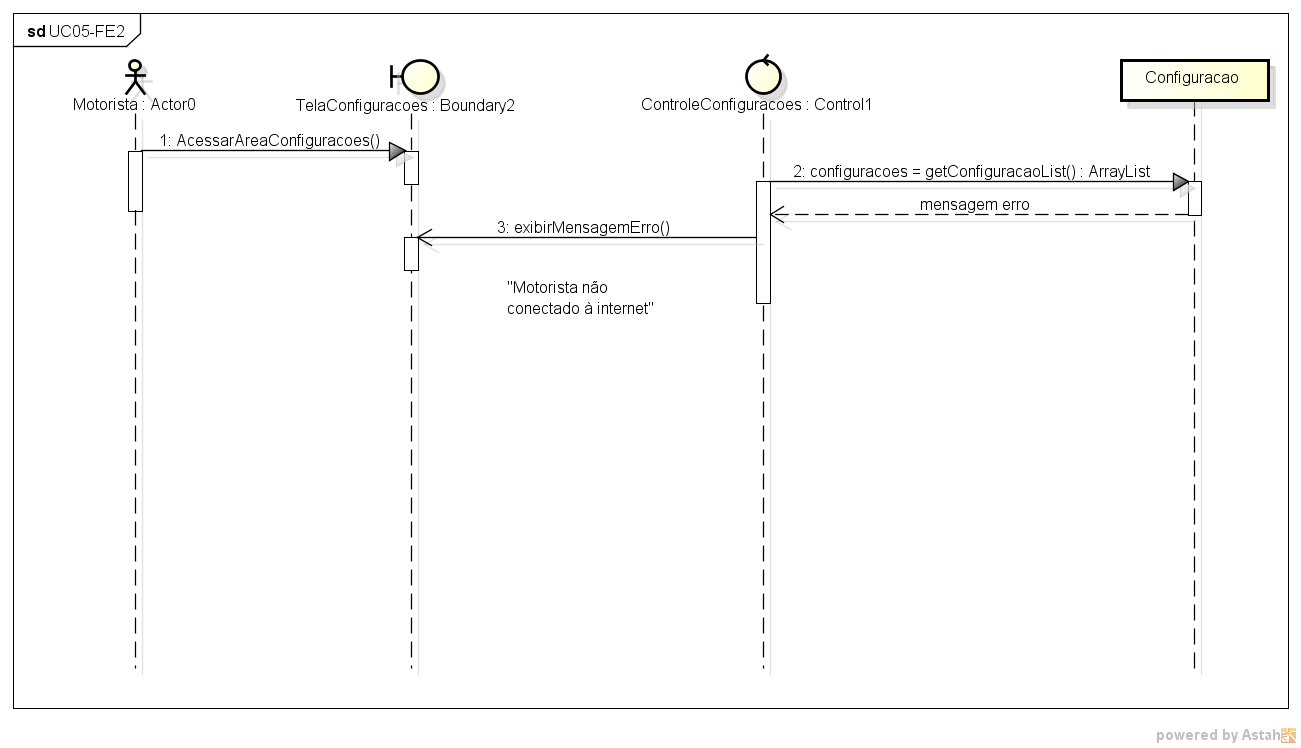 sd UC05-FE2
Motorista : Actor0
TelaConfiguracoes : Boundary2
ControleConfiguracoes : Control1
Configuracao
1: AcessarAreaConfiguracoes()
2: configuracoes = getConfiguracaoList() : ArrayList
mensagem erro
3: exibirMensagemErro()
"Motorista não
conectado à internet"
powered by Astah